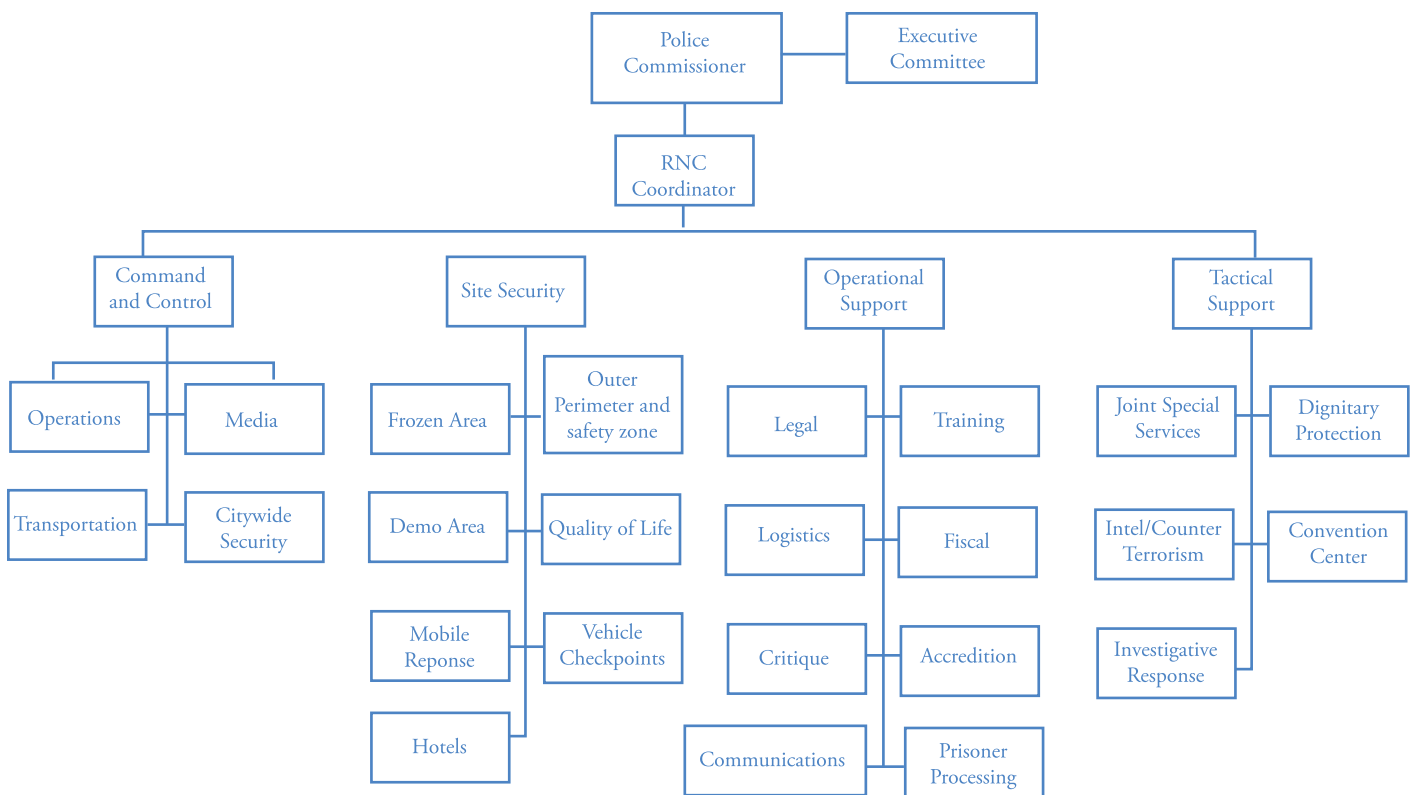 Police
Commissioner
Executive
Committee
RNC
Coordinator
Command
and Control
Site Security
Operational
Support
Tactical
Support
Operations
Media
Transportation
Citywide
Security
Frozen Area
Outer
Perimeter and
safety zone
Demo Area
Quality of Life
Mobile
Reponse
Vehicle
Checkpoints
Hotels
Legal
Training
Logistics
Fiscal
Critique
Accredition
Communications
Prisoner
Processing
Joint Special
Services
Dignitary
Protection
Intel/Counter
Terrorism
Convention
Center
Investigative
Response